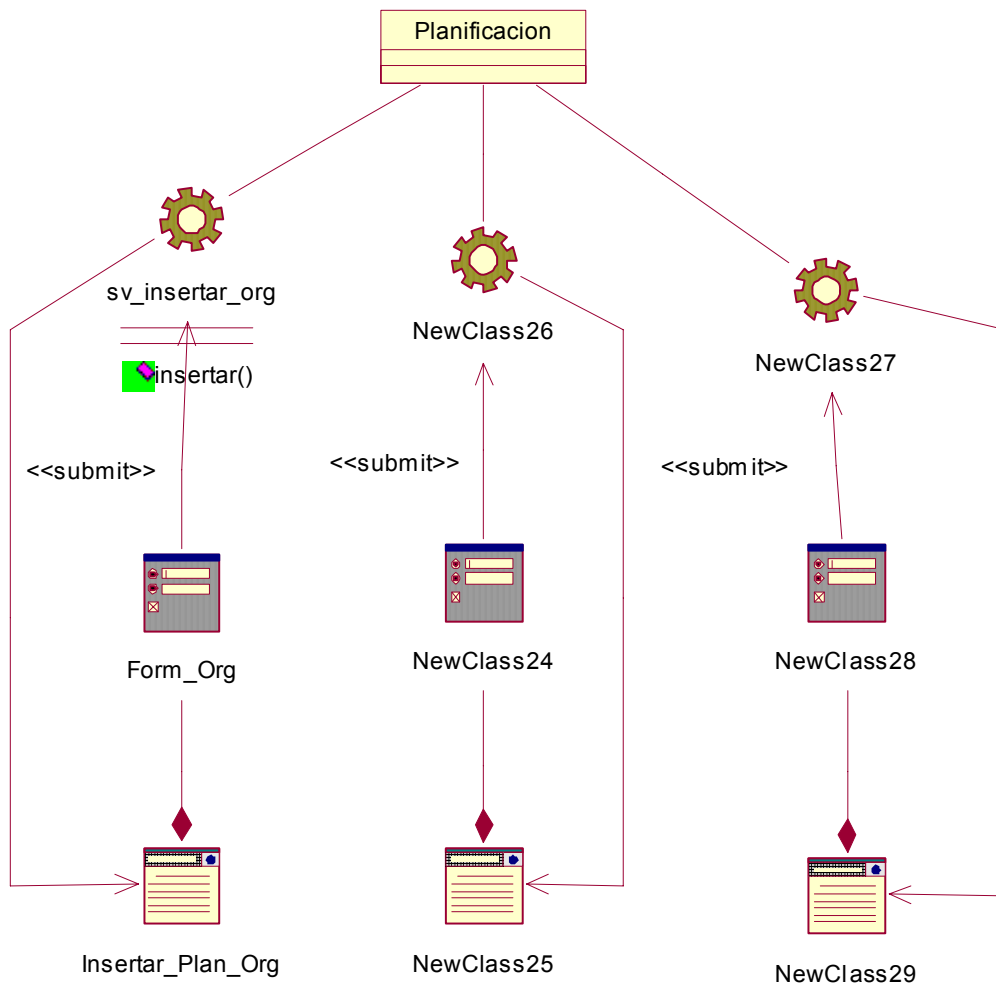 Planificacion
sv_insertar_org
NewClass26
NewClass27
insertar()
<<submit>>
<<submit>>
<<submit>>
Form_Org
NewClass24
NewClass28
Insertar_Plan_Org
NewClass25
NewClass29